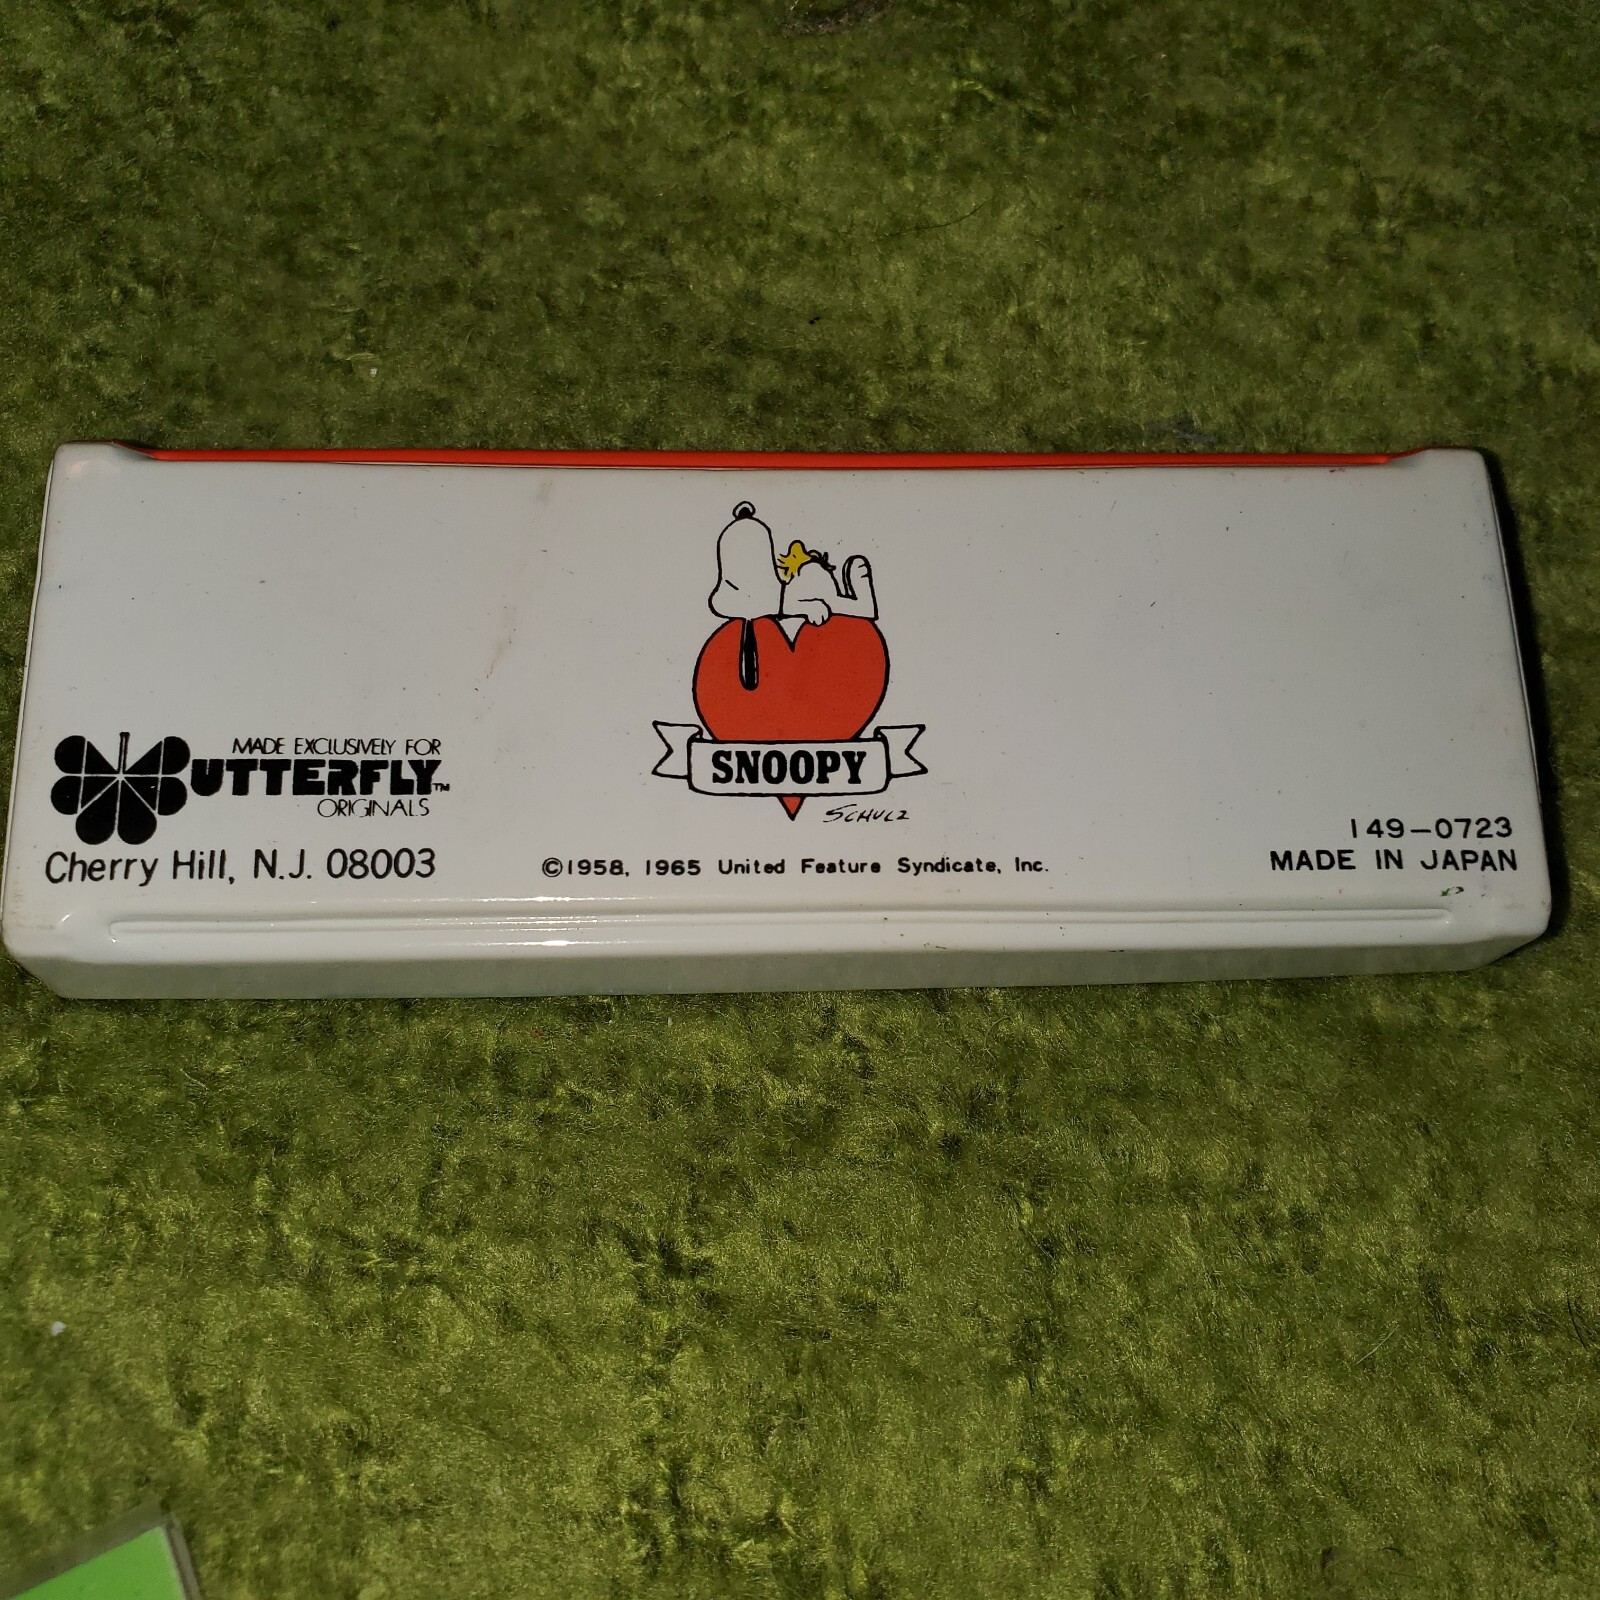 MADE EXCLUSIVELY FOR
BUTTERFLY™
ORIGINALS
Cherry Hill, N.J. 08003
SNOOPY
SCHULZ
©1958, 1965 United Feature Syndicate, Inc.
149-0723
MADE IN JAPAN